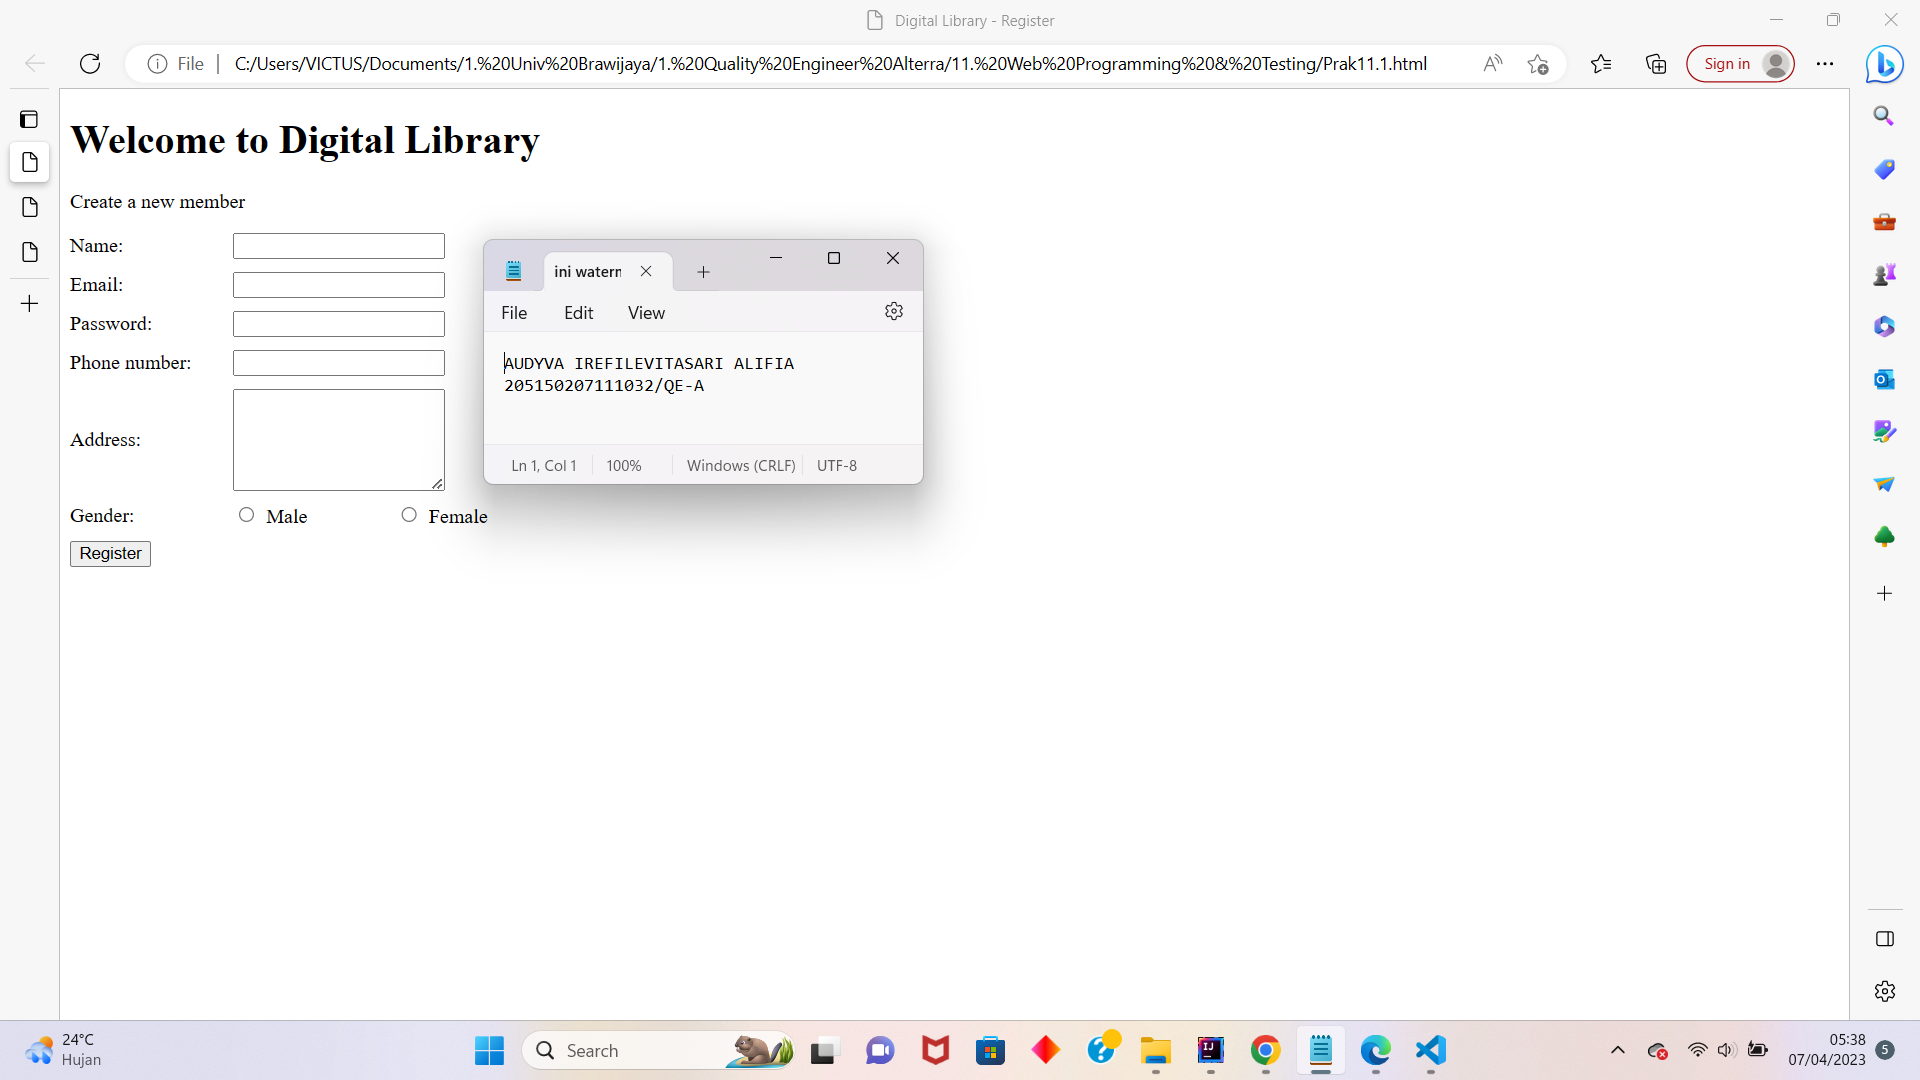 Digital Library - Register
File
C:/Users/VICTUS/Documents/1.%20Univ%20Brawijaya/1.%20Quality%20Engineer%20Alterra/11.%20Web%20Programming%20&%20Testing/Prak11.1.html
Sign in
Welcome to Digital Library
Create a new member
Name:
Email:
Password:
Phone number:
Address:
Gender:
Male
Female
Register
ini watern
File Edit View
AUDYVA IREFILEVITASARI ALIFIA
205150207111032/QE-A
Ln 1, Col 1 100% Windows (CRLF) UTF-8
24°C
Hujan
Search
05:38
07/04/2023
5